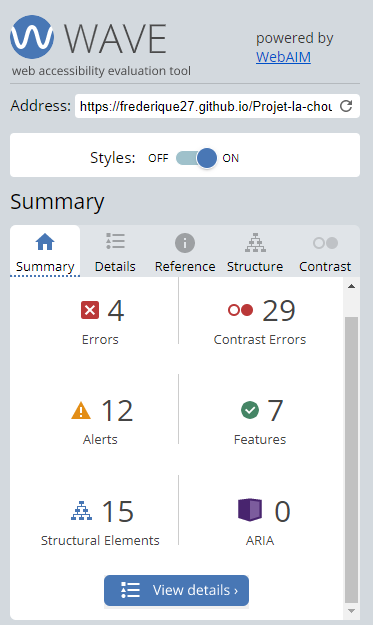 WAVE
web accessibility evaluation tool
powered by
WebAIM
Address: https://frederique27.github.io/Projet-la-chou
Styles: OFF ON
Summary
Summary Details Reference Structure Contrast
4 29
Errors Contrast Errors
12 7
Alerts Features
15 0
Structural Elements ARIA
View details ›